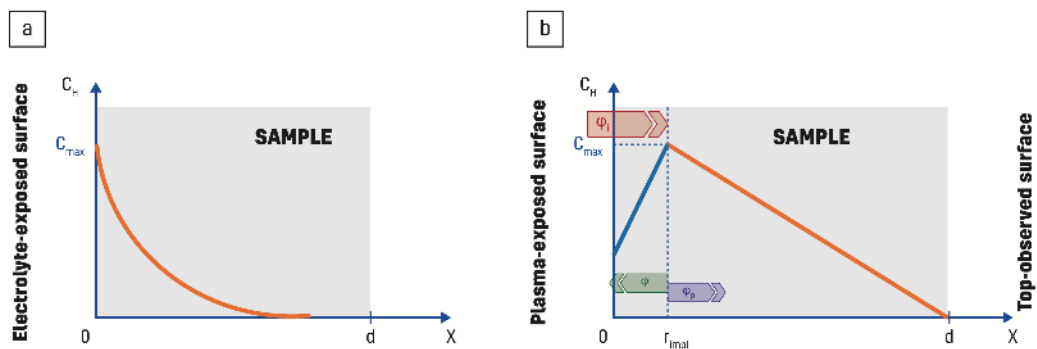 a
Electrolyte-exposed surface
C_H
C_max
SAMPLE
0
d
X
b
Plasma-exposed surface
C_H
φ_i
C_max
SAMPLE
φ
φ_p
0
r_impl
d
X
Top-observed surface